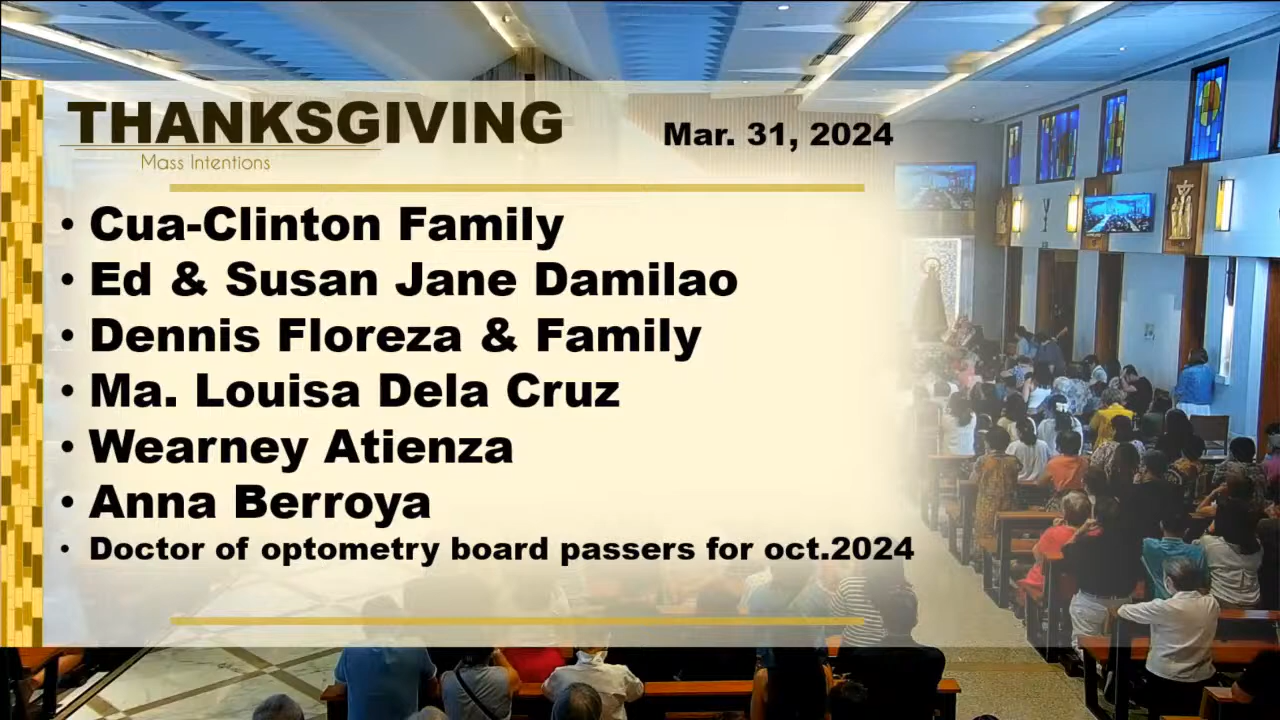 THANKSGIVING
Mar. 31, 2024
Mass Intentions
• Cua-Clinton Family
• Ed & Susan Jane Damilao
• Dennis Floreza & Family
• Ma. Louisa Dela Cruz
• Wearney Atienza
• Anna Berroya
• Doctor of optometry board passers for oct.2024